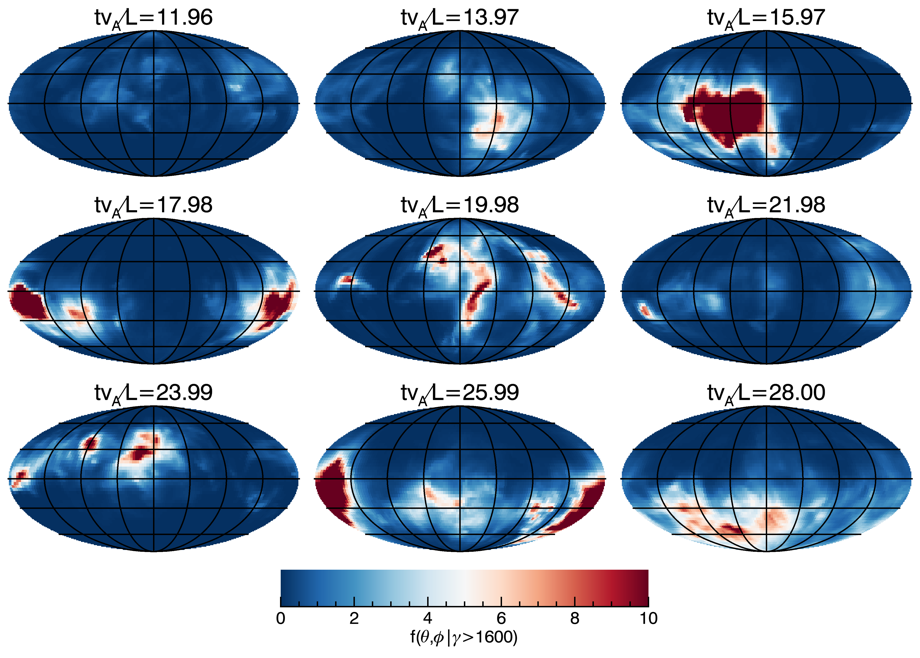 tv_A/L=11.96 tv_A/L=13.97 tv_A/L=15.97
tv_A/L=17.98 tv_A/L=19.98 tv_A/L=21.98
tv_A/L=23.99 tv_A/L=25.99 tv_A/L=28.00
0 2 4 6 8 10
f(θ,ϕ|γ>1600)